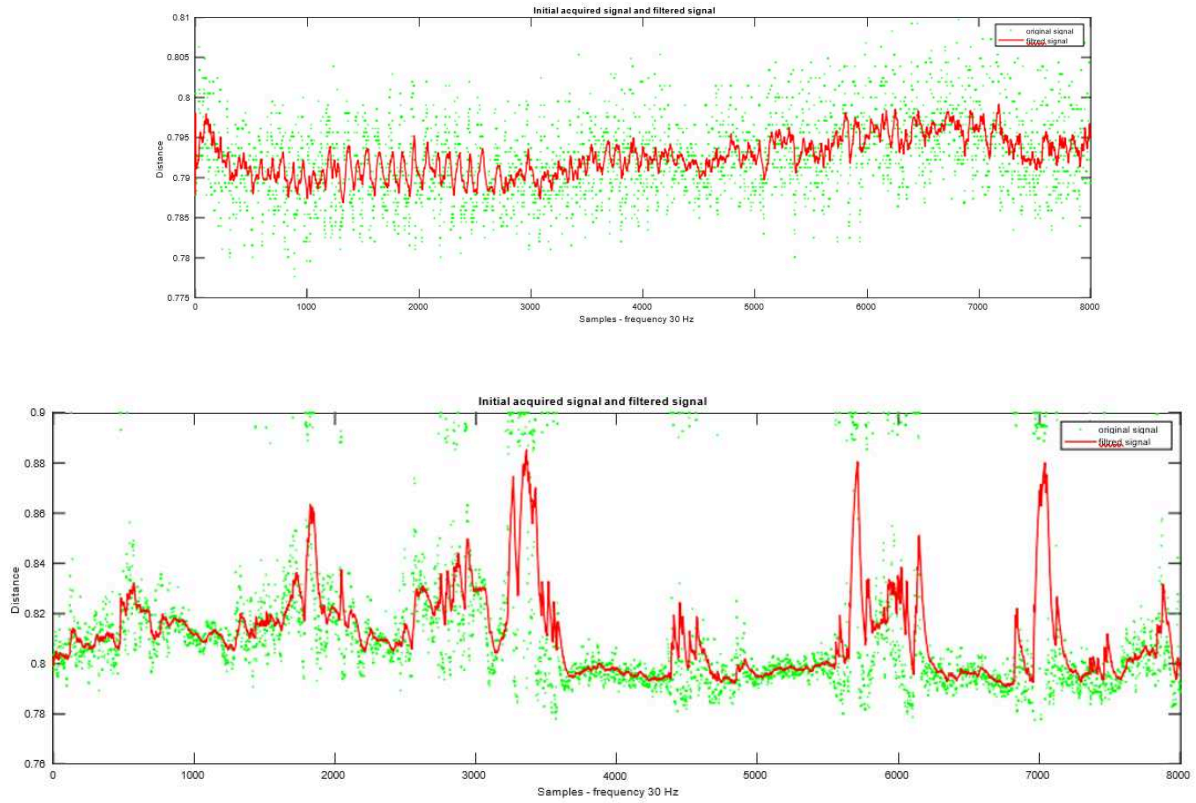 Initial acquired signal and filtered signal
0.81
0.805
0.8
0.795
0.79
0.785
0.78
0.775
Distance
original signal
filtred signal
0 1000 2000 3000 4000 5000 6000 7000 8000
Samples - frequency 30 Hz
Initial acquired signal and filtered signal
0.9
0.88
0.86
0.84
0.82
0.8
0.78
0.76
Distance
original signal
filtred signal
0 1000 2000 3000 4000 5000 6000 7000 8000
Samples - frequency 30 Hz